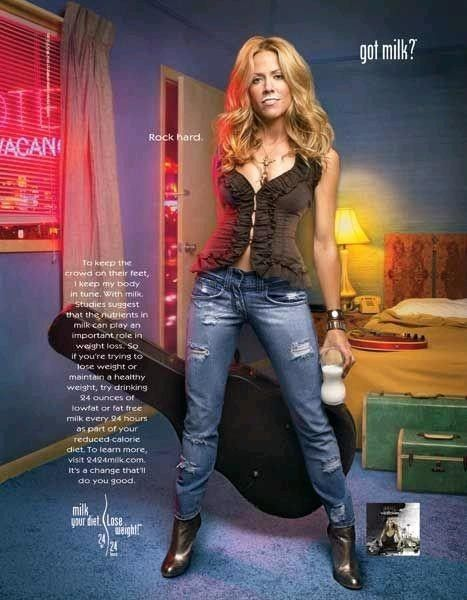 got milk?
VACAN
Rock hard.
To keep the
crowd on their feet,
I keep my body
in tune. With milk.
Studies suggest
that the nutrients in
milk can play an
important role in
weight loss. So
if you're trying to
lose weight or
maintain a healthy
weight, try drinking
24 ounces of
lowfat or fat free
milk every 24 hours
as part of your
reduced-calorie
diet. To learn more,
visit 2424milk.com.
It's a change that'll
do you good.
milk
your diet. Lose
weight!
24 24
hours